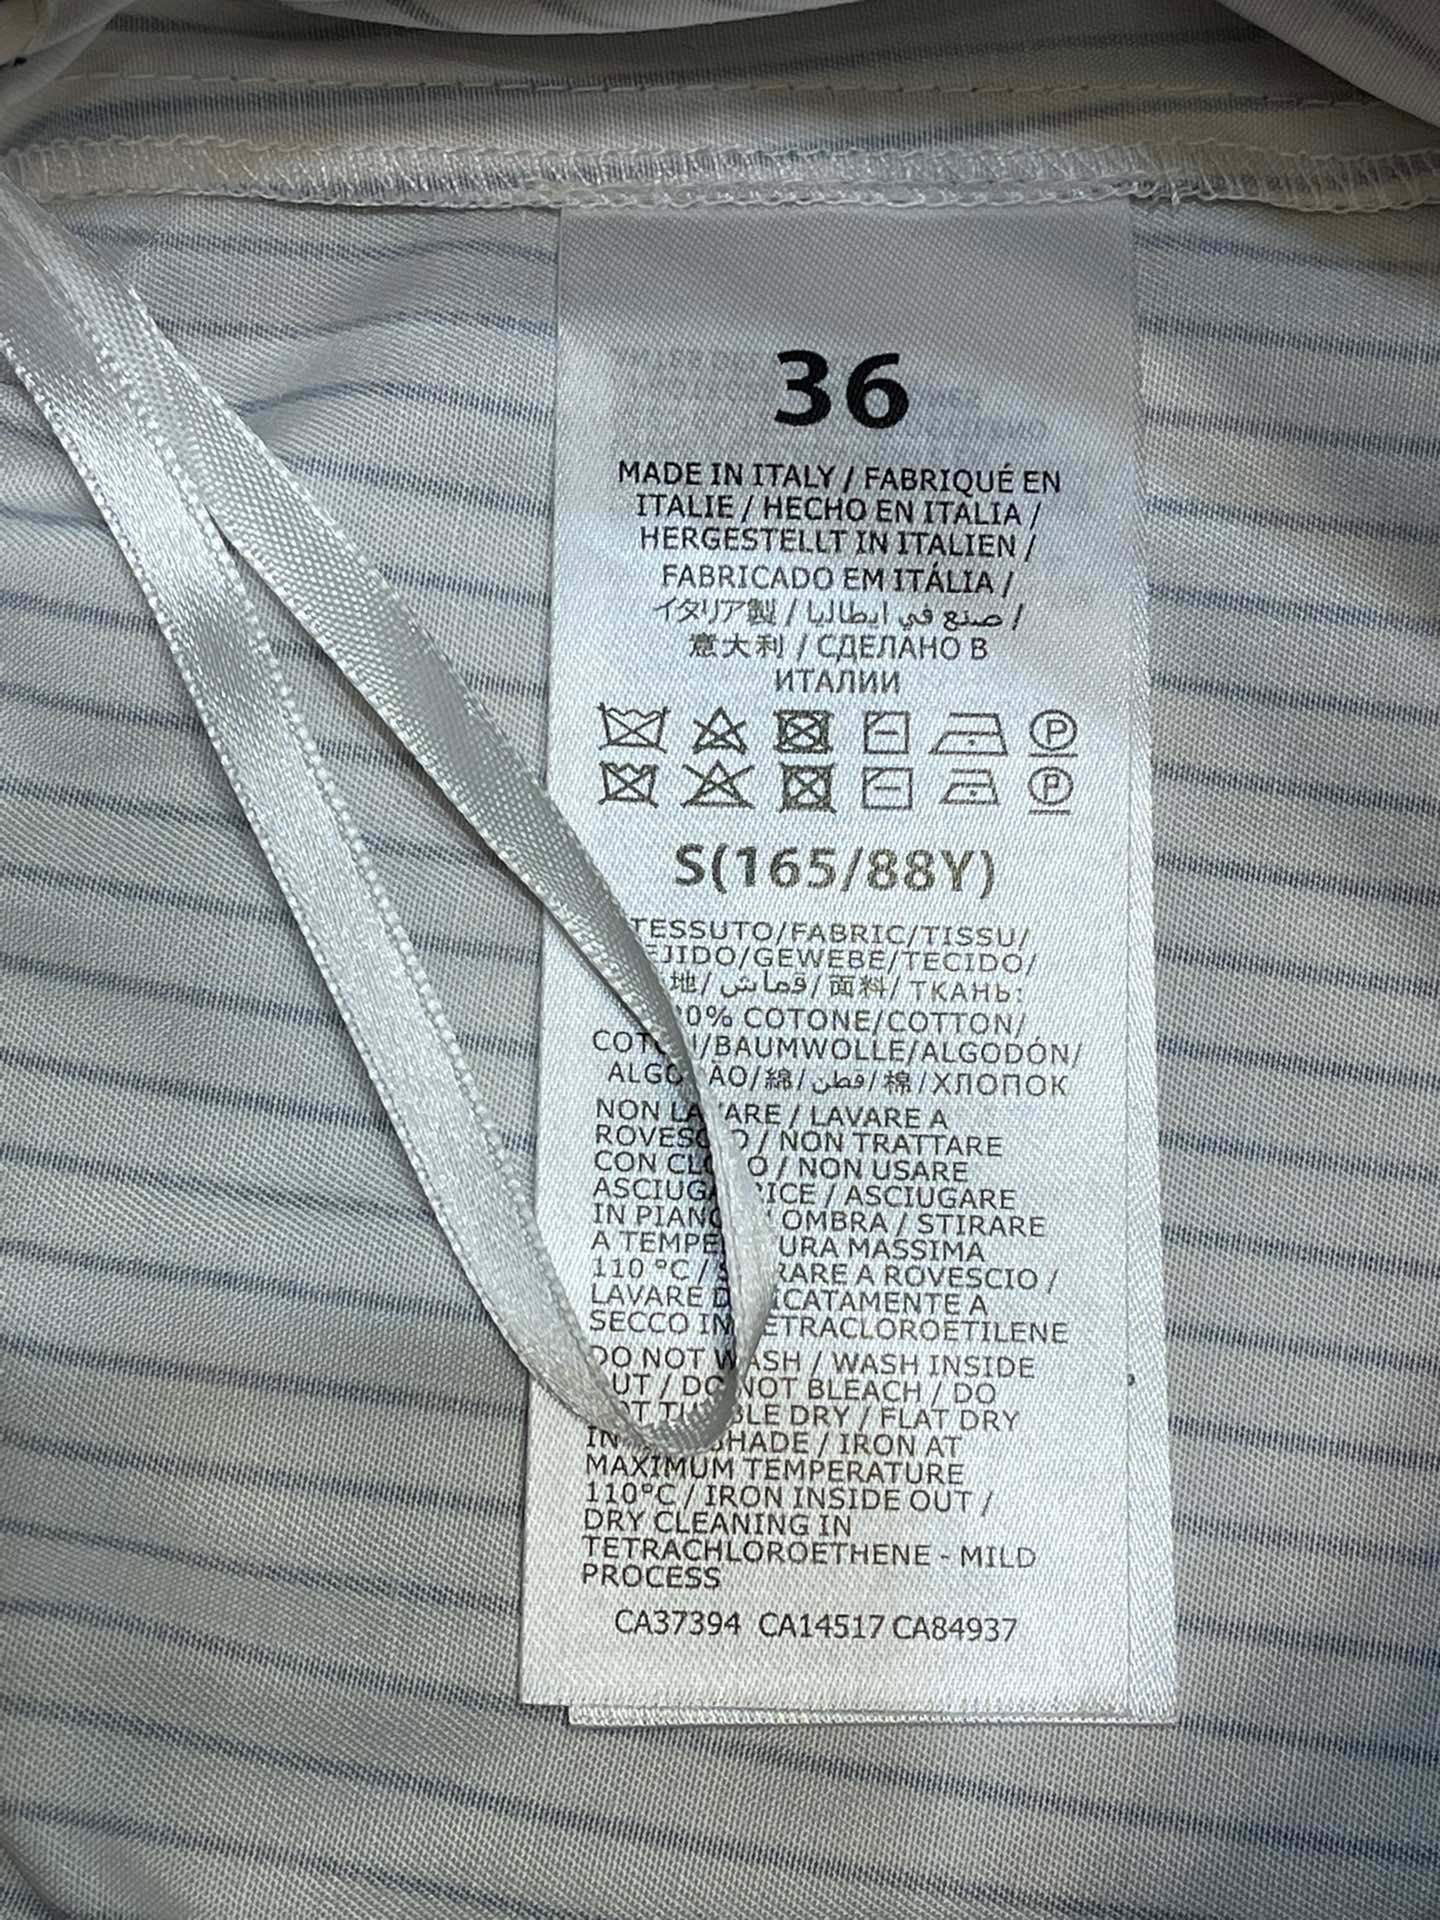 36
MADE IN ITALY / FABRIQUÉ EN
ITALIE / HECHO EN ITALIA /
HERGESTELLT IN ITALIEN /
FABRICADO EM ITÁLIA /
イタリア製 / صنع في ايطاليا /
意大利 / СДЕЛАНО В
ИТАЛИИ
S(165/88Y)
TESSUTO/FABRIC/TISSU/
/GEWEBE/TECIDO/
地/قماش/面料/ТКАНЬ:
COTONE/COTTON/
/BAUMWOLLE/ALGODÓN/
/綿/قطن/棉/ХЛОПОК
NON / LAVARE A
/ NON TRATTARE
CON / NON USARE
/ ASCIUGARE
IN / OMBRA / STIRARE
A MASSIMA
110 °C / A ROVESCIO /
LAVARE A
SECCO IN
DO NOT WASH / WASH INSIDE
/ DO NOT BLEACH / DO
DRY / FLAT DRY
IN SHADE / IRON AT
MAXIMUM TEMPERATURE
110°C / IRON INSIDE OUT /
DRY CLEANING IN
TETRACHLOROETHENE - MILD
PROCESS
CA37394 CA14517 CA84937